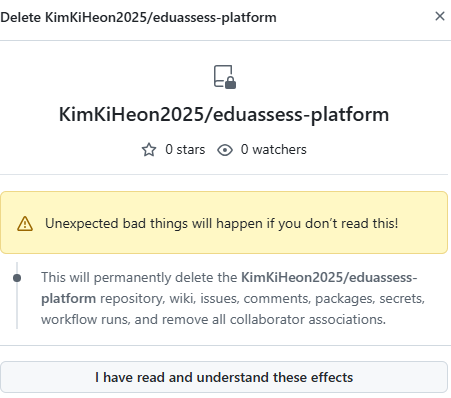 Delete KimKiHeon2025/eduassess-platform
KimKiHeon2025/eduassess-platform
0 stars 0 watchers
Unexpected bad things will happen if you don’t read this!
This will permanently delete the KimKiHeon2025/eduassess-
platform repository, wiki, issues, comments, packages, secrets,
workflow runs, and remove all collaborator associations.
I have read and understand these effects